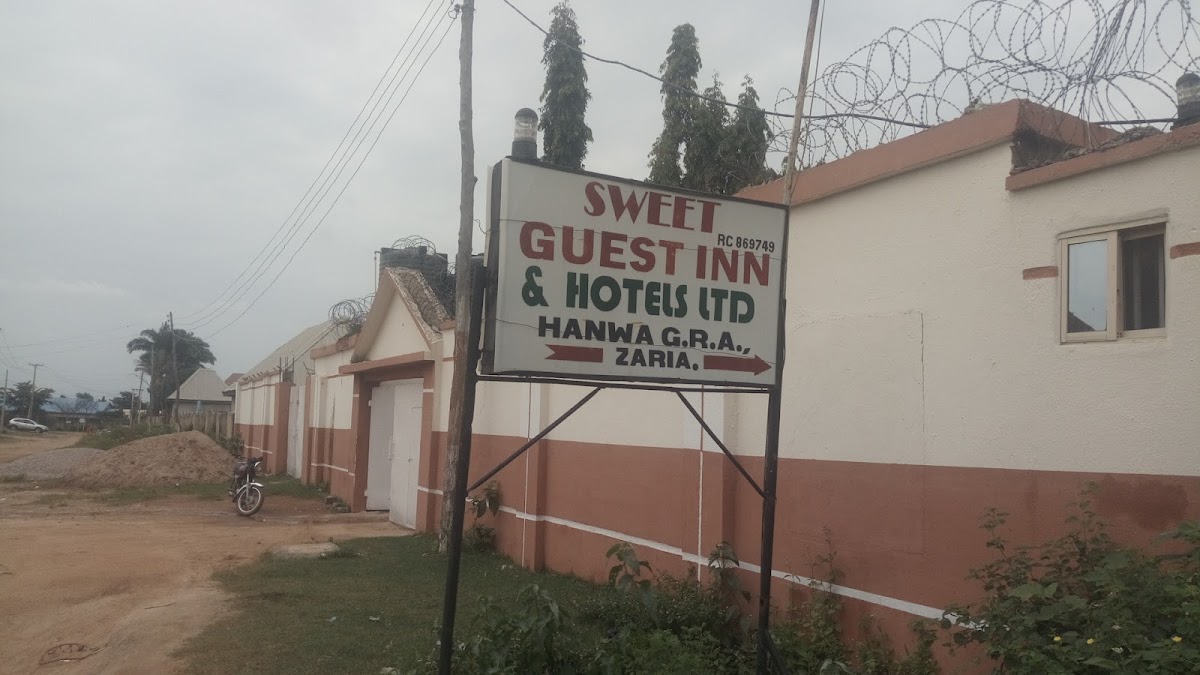 SWEET
RC 869749
GUEST INN
& HOTELS LTD
HANWA G.R.A.,
ZARIA.